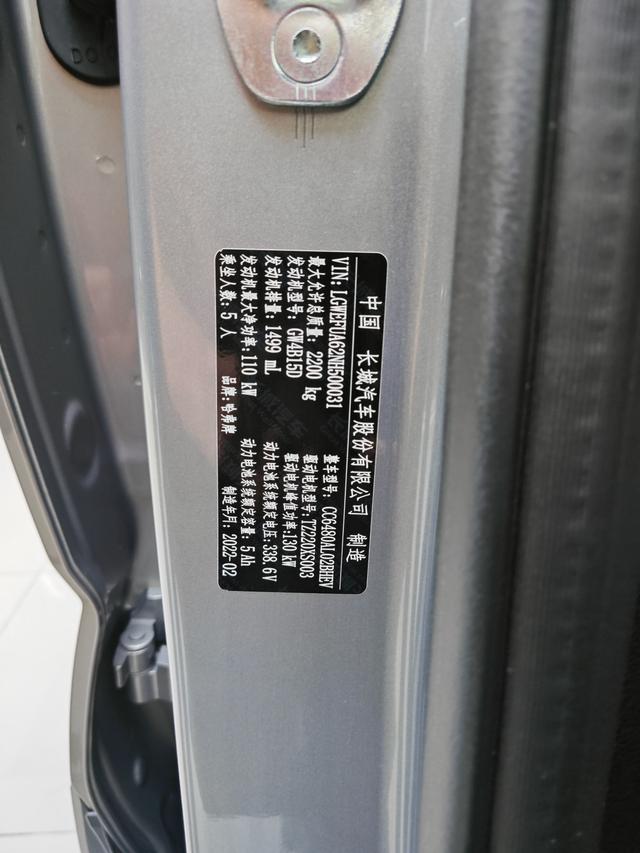 中国 长城汽车股份有限公司 制造
VIN: LGWEFUA62NH500031 整车型号: CC6480AL02BHEV
最大允许总质量: 2200 kg 驱动电机型号: TZ220XS003
发动机型号: GW4B15D 驱动电机峰值功率: 130 kW
发动机排量: 1499 mL 动力电池系统额定电压: 338.6V
发动机最大净功率: 110 kW 动力电池系统额定容量: 5 Ah
乘坐人数: 5 人 品牌: 哈弗牌 制造年月: 2022-02